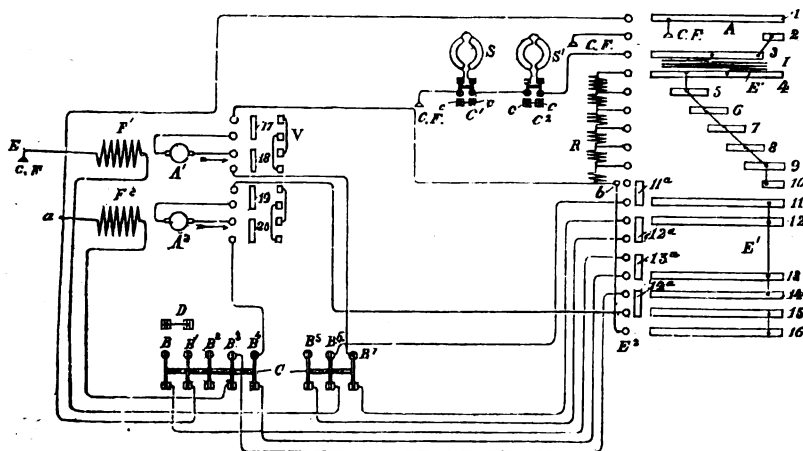 A 1
C.F. C.F. 2
S S' 3
I
E' 4
c c C' c c C² C.F. 5
6
F' 17 V R 7
E C.F. A' 18 8
9
F² 19 b 11ª 10
a A² 20 11
12ª 12
E'
13ª 13
D 14ª 14
B B' B² B³ B⁴ B⁵ B⁶ B⁷ 15
C E² 16